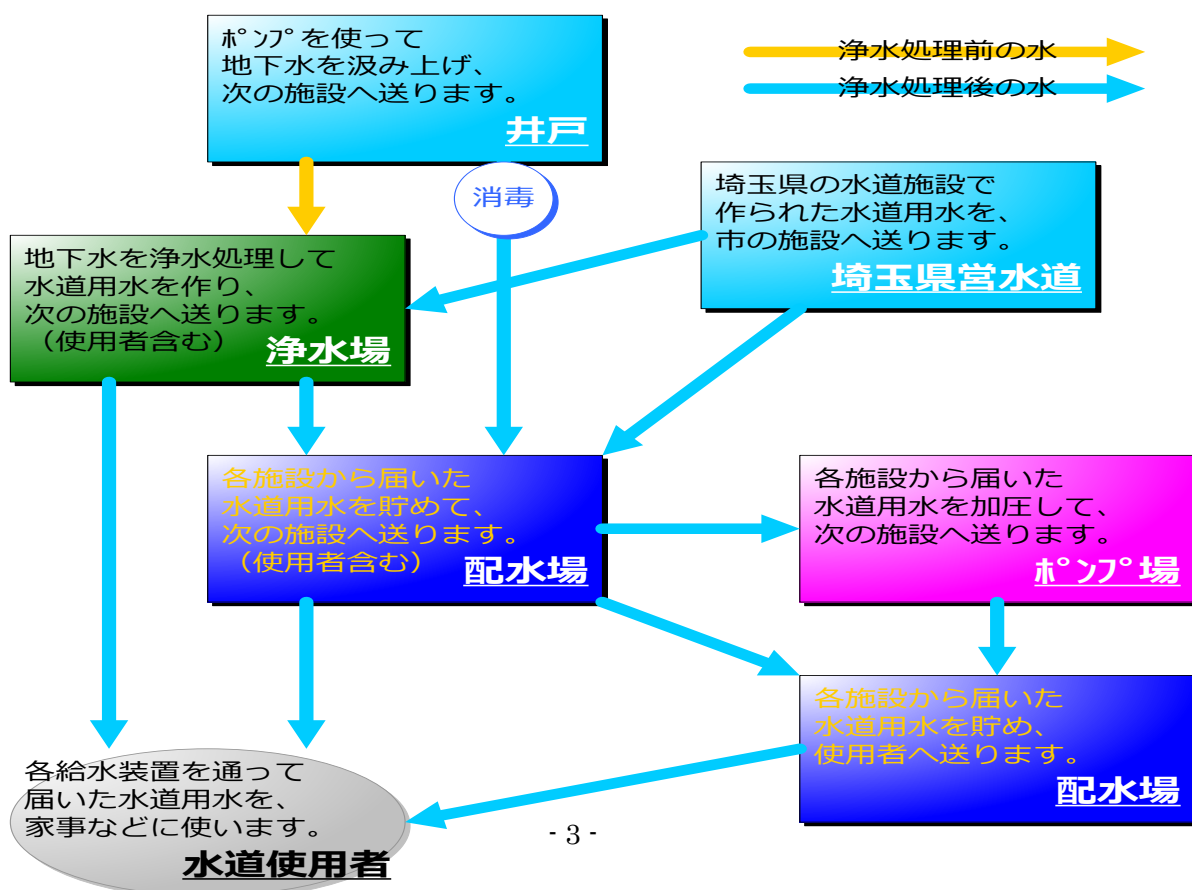 ﾎﾟﾝﾌﾟを使って
地下水を汲み上げ、
次の施設へ送ります。
井戸
浄水処理前の水
浄水処理後の水
消毒
埼玉県の水道施設で
作られた水道用水を、
市の施設へ送ります。
埼玉県営水道
地下水を浄水処理して
水道用水を作り、
次の施設へ送ります。
（使用者含む）
浄水場
各施設から届いた
水道用水を貯めて、
次の施設へ送ります。
（使用者含む）
配水場
各施設から届いた
水道用水を加圧して、
次の施設へ送ります。
ﾎﾟﾝﾌﾟ場
各施設から届いた
水道用水を貯め、
使用者へ送ります。
配水場
各給水装置を通って
届いた水道用水を、
家事などに使います。
水道使用者
- 3 -